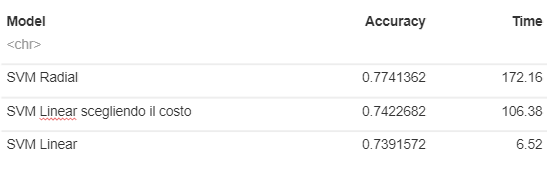 Model Accuracy Time
<chr>
SVM Radial 0.7741362 172.16
SVM Linear scegliendo il costo 0.7422682 106.38
SVM Linear 0.7391572 6.52